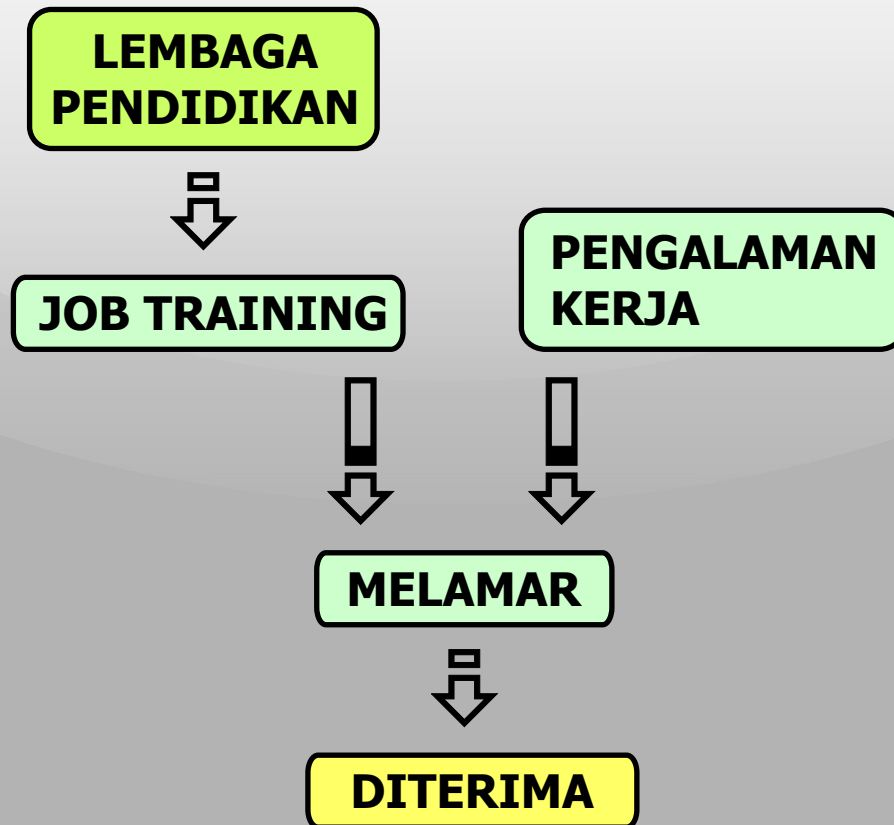 LEMBAGA
PENDIDIKAN
JOB TRAINING
PENGALAMAN
KERJA
MELAMAR
DITERIMA